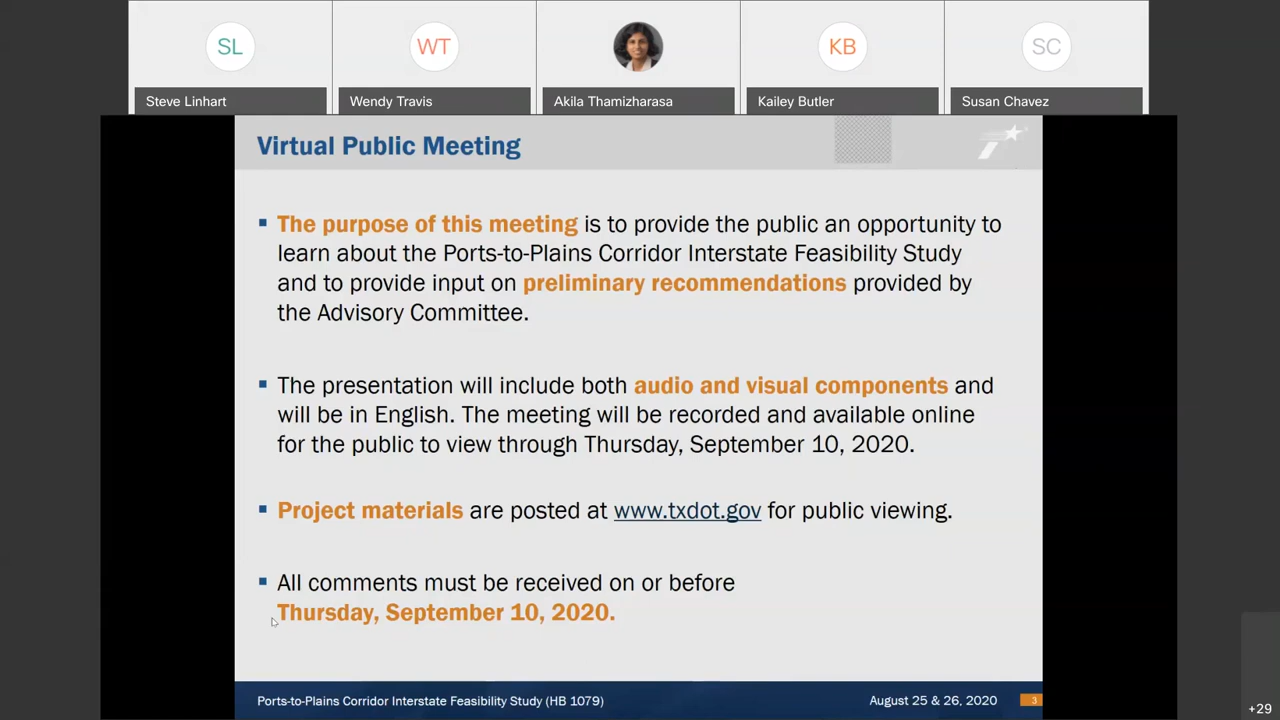 SL
WT
KB
SC
Steve Linhart
Wendy Travis
Akila Thamizharasa
Kailey Butler
Susan Chavez
Virtual Public Meeting
The purpose of this meeting is to provide the public an opportunity to
learn about the Ports-to-Plains Corridor Interstate Feasibility Study
and to provide input on preliminary recommendations provided by
the Advisory Committee.
The presentation will include both audio and visual components and
will be in English. The meeting will be recorded and available online
for the public to view through Thursday, September 10, 2020.
Project materials are posted at www.txdot.gov for public viewing.
All comments must be received on or before
Thursday, September 10, 2020.
Ports-to-Plains Corridor Interstate Feasibility Study (HB 1079)
August 25 & 26, 2020
3
+29